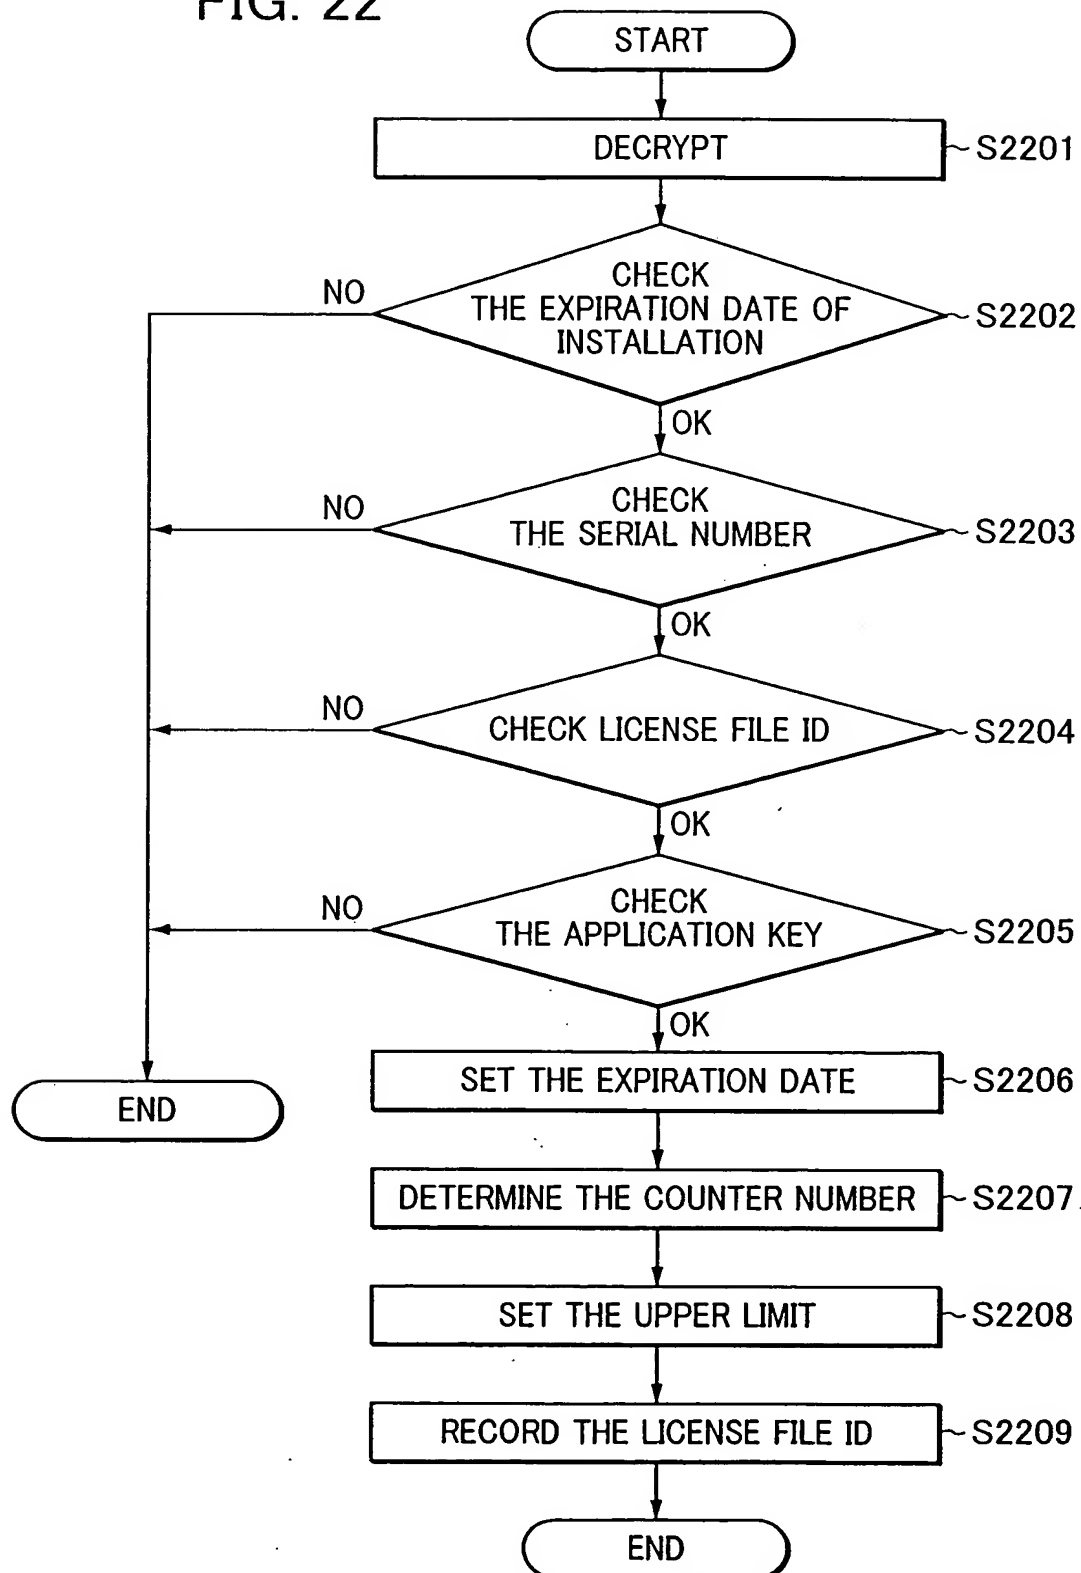 FIG. 22
START
DECRYPT
S2201
CHECK
THE EXPIRATION DATE OF
INSTALLATION
S2202
NO
OK
CHECK
THE SERIAL NUMBER
S2203
NO
OK
CHECK LICENSE FILE ID
S2204
NO
OK
CHECK
THE APPLICATION KEY
S2205
NO
OK
SET THE EXPIRATION DATE
S2206
END
DETERMINE THE COUNTER NUMBER
S2207
SET THE UPPER LIMIT
S2208
RECORD THE LICENSE FILE ID
S2209
END